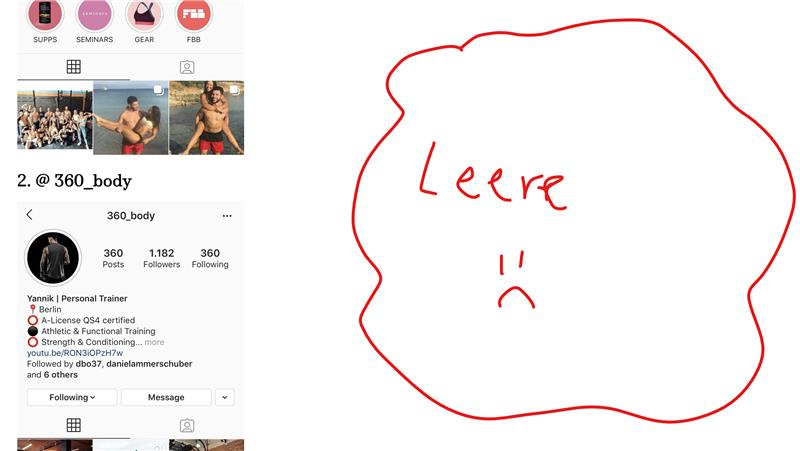 SUPPS SEMINARS GEAR FBB
2. @ 360_body
360_body
360 1.182 360
Posts Followers Following
Yannik | Personal Trainer
Berlin
A-License QS4 certified
Athletic & Functional Training
Strength & Conditioning... more
youtu.be/RON3iOPzH7w
Followed by dbo37, danielammerschuber
and 6 others
Following Message
Leere